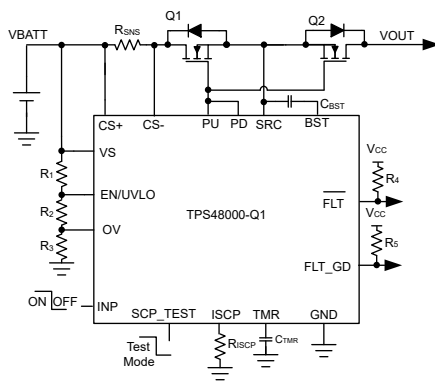 Q1
Q2
VBATT
RSNS
VOUT
CBST
CS+
CS-
PU
PD
SRC
BST
VS
VCC
R1
R4
EN/UVLO
FLT
R2
TPS48000-Q1
VCC
OV
R5
R3
FLT_GD
ON
OFF
INP
SCP_TEST
ISCP
TMR
GND
Test
Mode
RISCP
CTMR